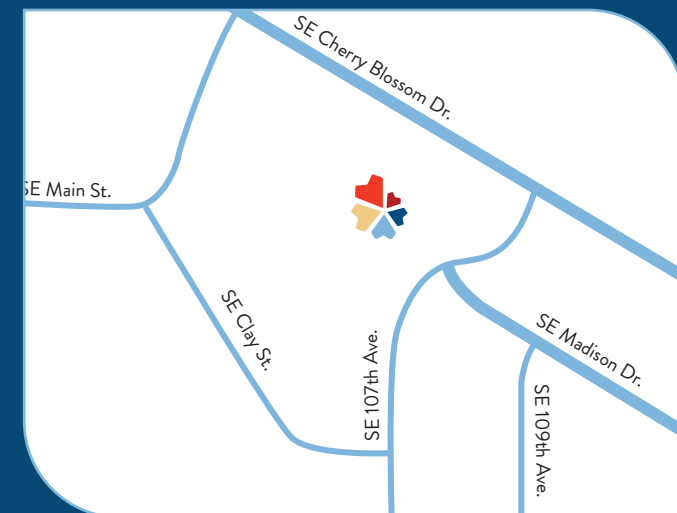 SE Cherry Blossom Dr.
SE Main St.
SE Clay St.
SE 107th Ave.
SE Madison Dr.
SE 109th Ave.